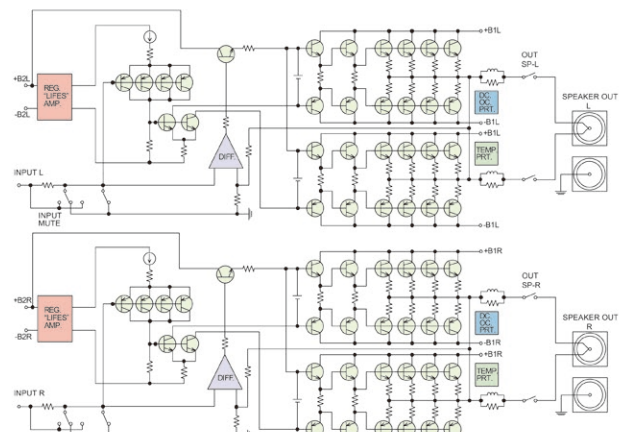 +B1L
OUT
SP-L
+B2L
REG.
"LIFES"
AMP.
-B2L
DC.
OC.
PRT.
SPEAKER OUT
L
-B1L
+B1L
DIFF.
TEMP.
PRT.
INPUT L
INPUT
MUTE
-B1L
+B1R
OUT
SP-R
+B2R
REG.
"LIFES"
AMP.
-B2R
DC.
OC.
PRT.
SPEAKER OUT
R
-B1R
+B1R
DIFF.
TEMP.
PRT.
INPUT R